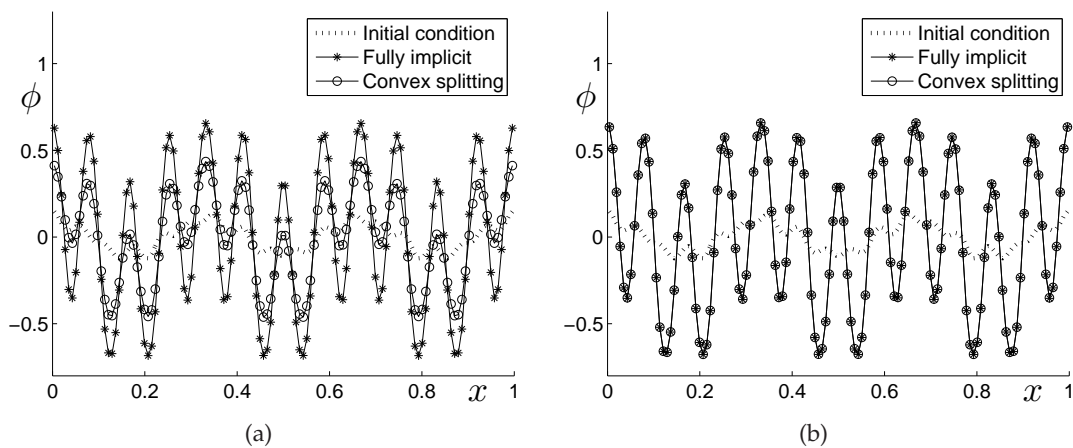 Initial condition
Fully implicit
Convex splitting
1
ϕ
0.5
0
−0.5
0 0.2 0.4 0.6 0.8 1
x
(a)
Initial condition
Fully implicit
Convex splitting
1
ϕ
0.5
0
−0.5
0 0.2 0.4 0.6 0.8 1
x
(b)